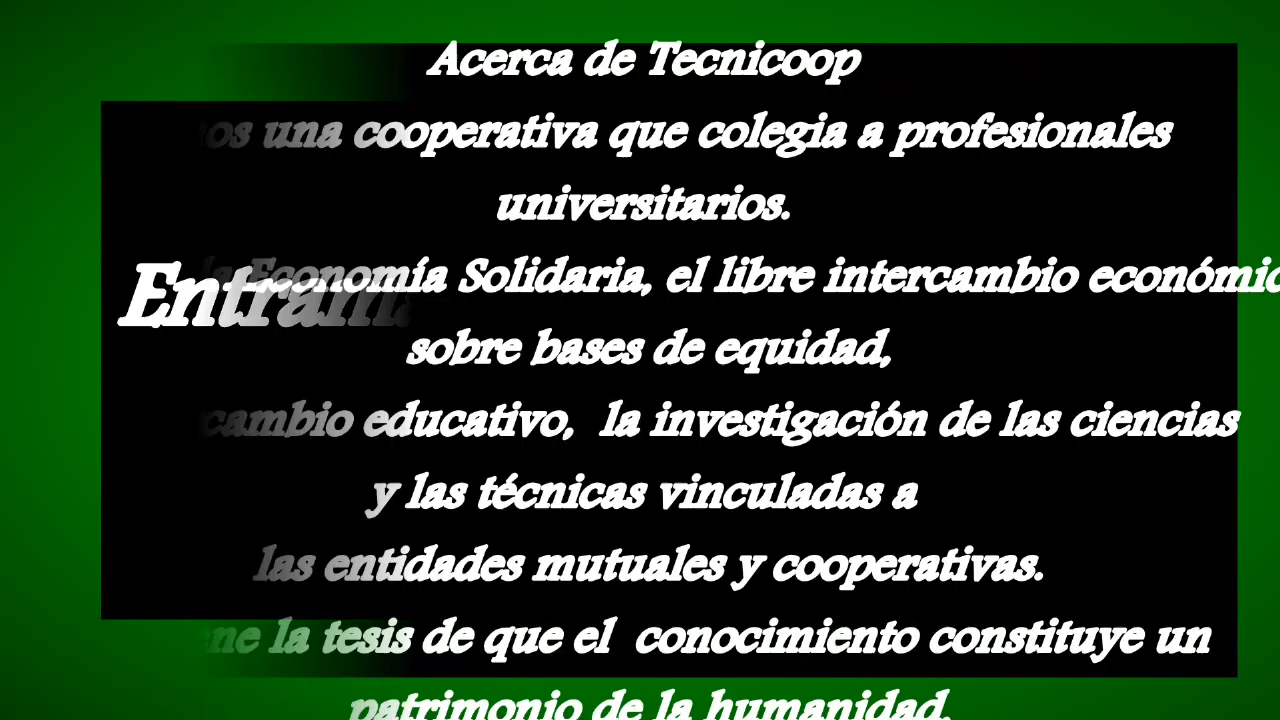 Acerca de Tecnicoop
una cooperativa que colegia a profesionales
universitarios.
la Economía Solidaria, el libre intercambio
sobre bases de equidad,
educativo, la investigación de las ciencias
y las técnicas vinculadas a
las entidades mutuales y cooperativas.
la tesis de que el conocimiento constituye un
patrimonio de la humanidad.